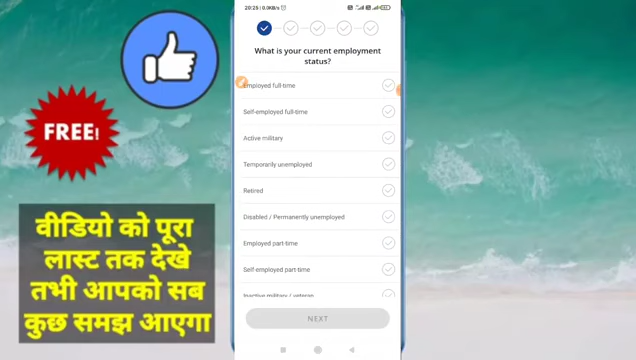 20:25 | 0.0KB/s
What is your current employment
status?
Employed full-time
Self-employed full-time
Active military
Temporarily unemployed
Retired
Disabled / Permanently unemployed
Employed part-time
Self-employed part-time
Inactive military / veteran
NEXT
FREE!
वीडियो को पूरा
लास्ट तक देखे
तभी आपको सब
कुछ समझ आएगा